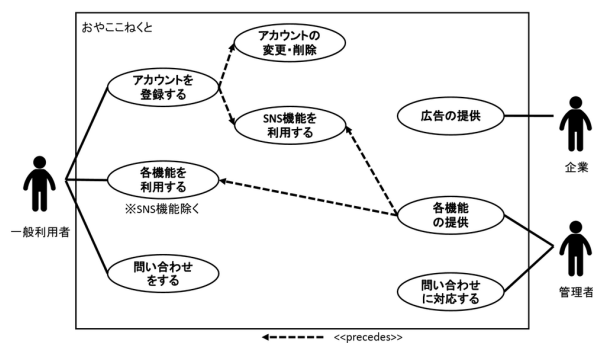 おやここねくと
アカウントの
変更・削除
アカウントを
登録する
SNS機能を
利用する
広告の提供
企業
各機能を
利用する
※SNS機能除く
一般利用者
各機能
の提供
問い合わせ
をする
問い合わせ
に対応する
管理者
<<precedes>>